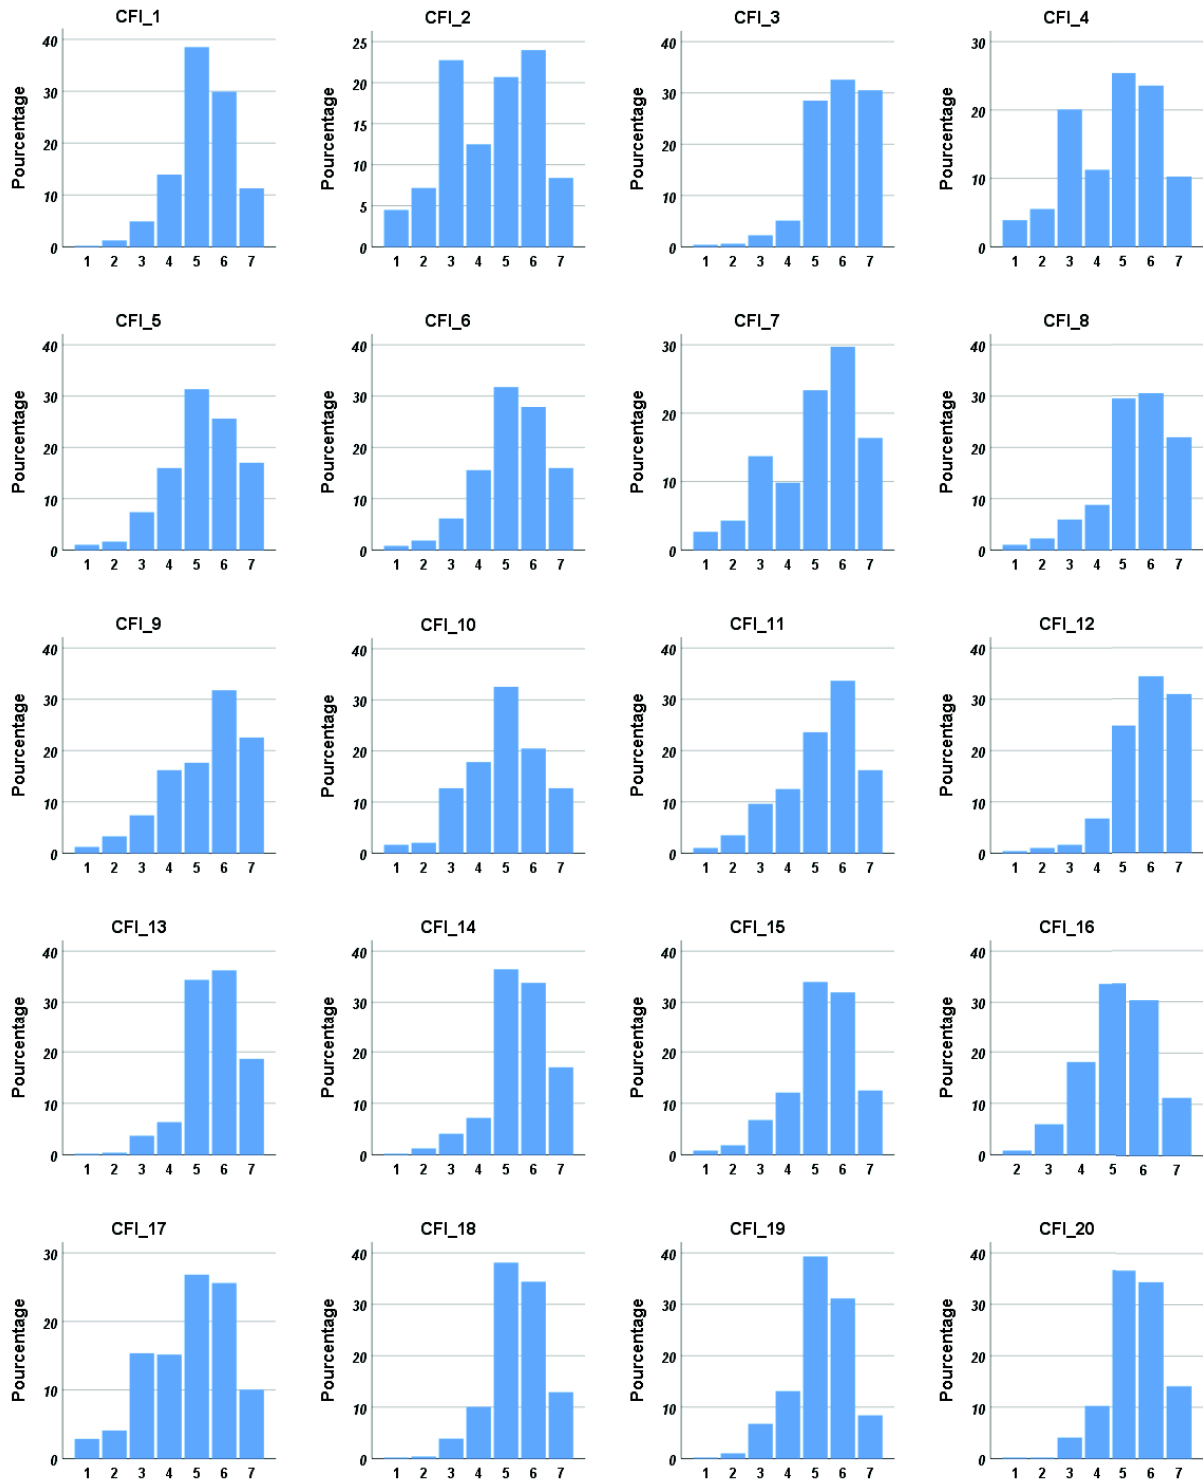 CFI_1 CFI_2 CFI_3 CFI_4
Pourcentage Pourcentage Pourcentage Pourcentage
40 25 40 30
30 20 30 20
20 15 20 10
10 10 10 0
0 5 0
0
1 2 3 4 5 6 7 1 2 3 4 5 6 7 1 2 3 4 5 6 7 1 2 3 4 5 6 7
CFI_5 CFI_6 CFI_7 CFI_8
Pourcentage Pourcentage Pourcentage Pourcentage
40 40 30 40
30 30 20 30
20 20 10 20
10 10 0 10
0 0 0
1 2 3 4 5 6 7 1 2 3 4 5 6 7 1 2 3 4 5 6 7 1 2 3 4 5 6 7
CFI_9 CFI_10 CFI_11 CFI_12
Pourcentage Pourcentage Pourcentage Pourcentage
40 40 40 40
30 30 30 30
20 20 20 20
10 10 10 10
0 0 0 0
1 2 3 4 5 6 7 1 2 3 4 5 6 7 1 2 3 4 5 6 7 1 2 3 4 5 6 7
CFI_13 CFI_14 CFI_15 CFI_16
Pourcentage Pourcentage Pourcentage Pourcentage
40 40 40 40
30 30 30 30
20 20 20 20
10 10 10 10
0 0 0 0
1 2 3 4 5 6 7 1 2 3 4 5 6 7 1 2 3 4 5 6 7 2 3 4 5 6 7
CFI_17 CFI_18 CFI_19 CFI_20
Pourcentage Pourcentage Pourcentage Pourcentage
30 40 40 40
20 30 30 30
10 20 20 20
0 10 10 10
0 0 0
1 2 3 4 5 6 7 1 2 3 4 5 6 7 1 2 3 4 5 6 7 1 2 3 4 5 6 7